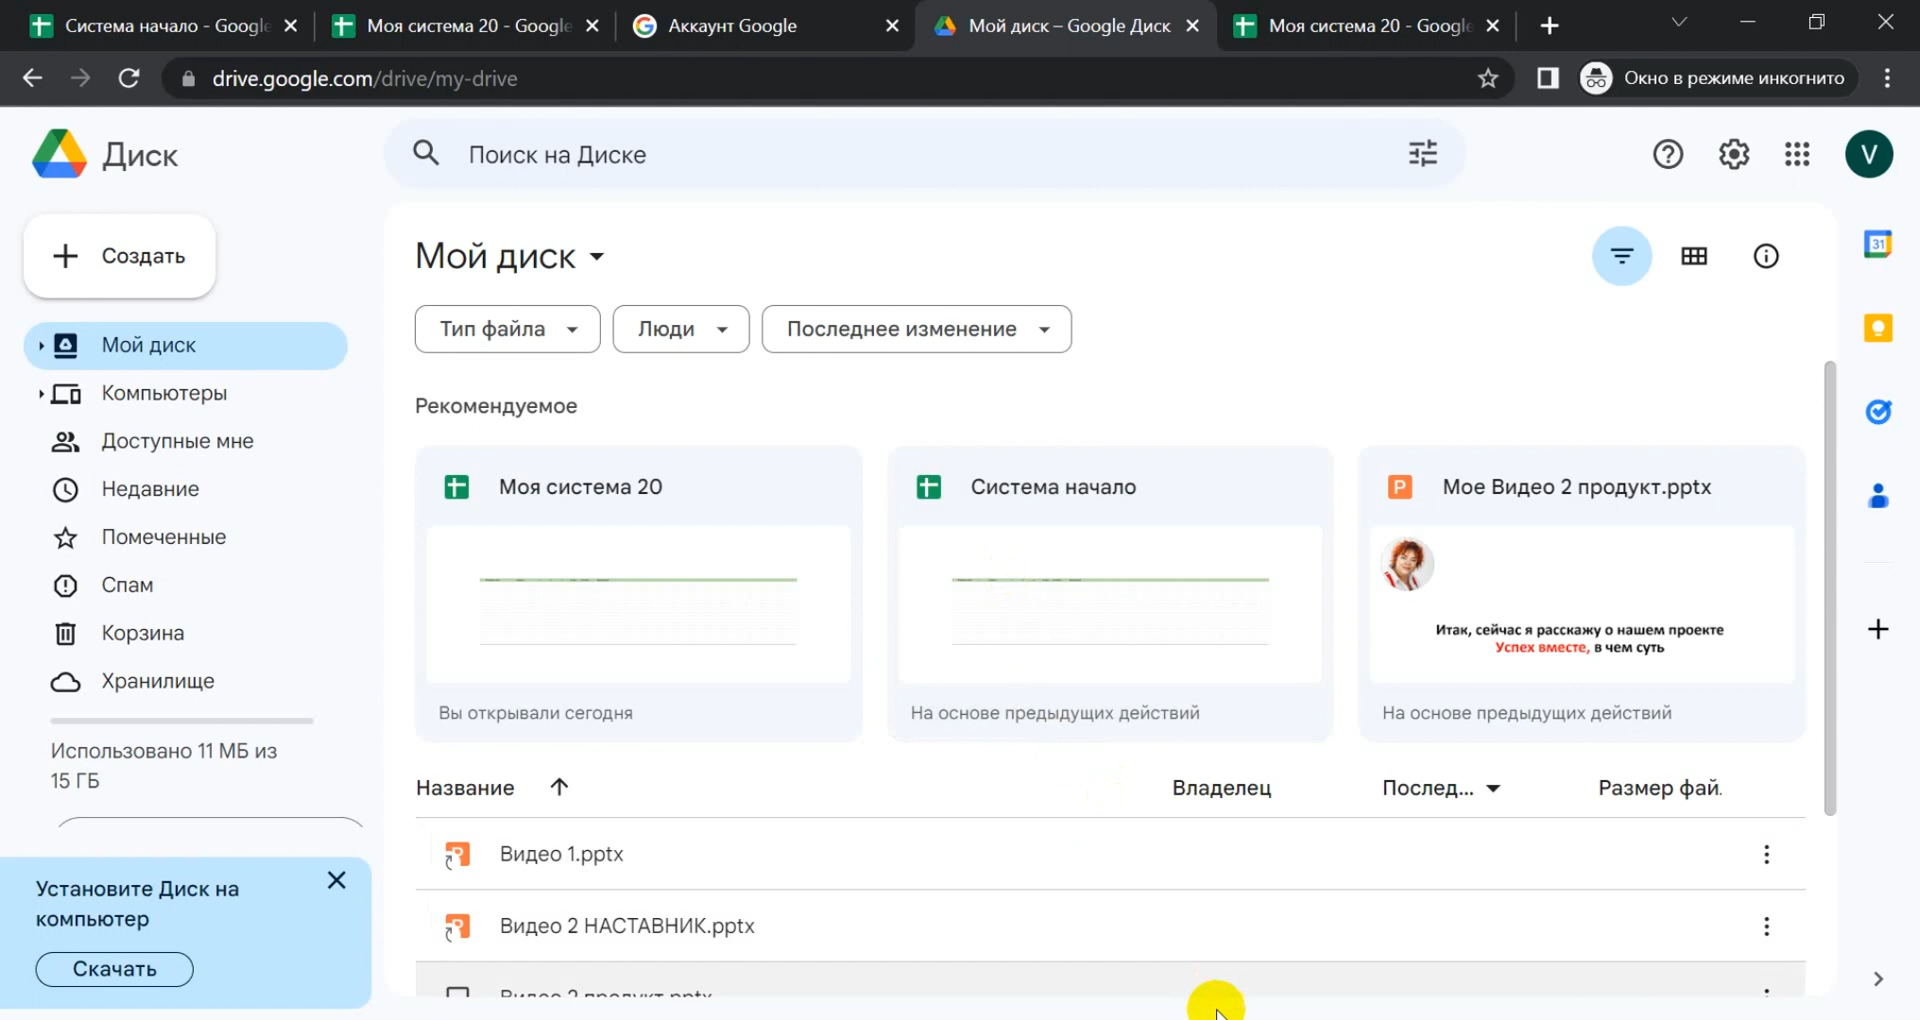 Система начало - Google
Моя система 20 - Google
Аккаунт Google
Мой диск – Google Диск
Моя система 20 - Google
drive.google.com/drive/my-drive
Окно в режиме инкогнито
Диск
Поиск на Диске
V
Создать
Мой диск
Компьютеры
Доступные мне
Недавние
Помеченные
Спам
Корзина
Хранилище
Использовано 11 МБ из
15 ГБ
Установите Диск на
компьютер
Скачать
Мой диск
Тип файла
Люди
Последнее изменение
Рекомендуемое
Моя система 20
Вы открывали сегодня
Система начало
На основе предыдущих действий
P
Мое Видео 2 продукт.pptx
Итак, сейчас я расскажу о нашем проекте
Успех вместе, в чем суть
На основе предыдущих действий
Название
Владелец
Послед...
Размер фай.
P
Видео 1.pptx
P
Видео 2 НАСТАВНИК.pptx
Видео 2 продукт.pptx
31